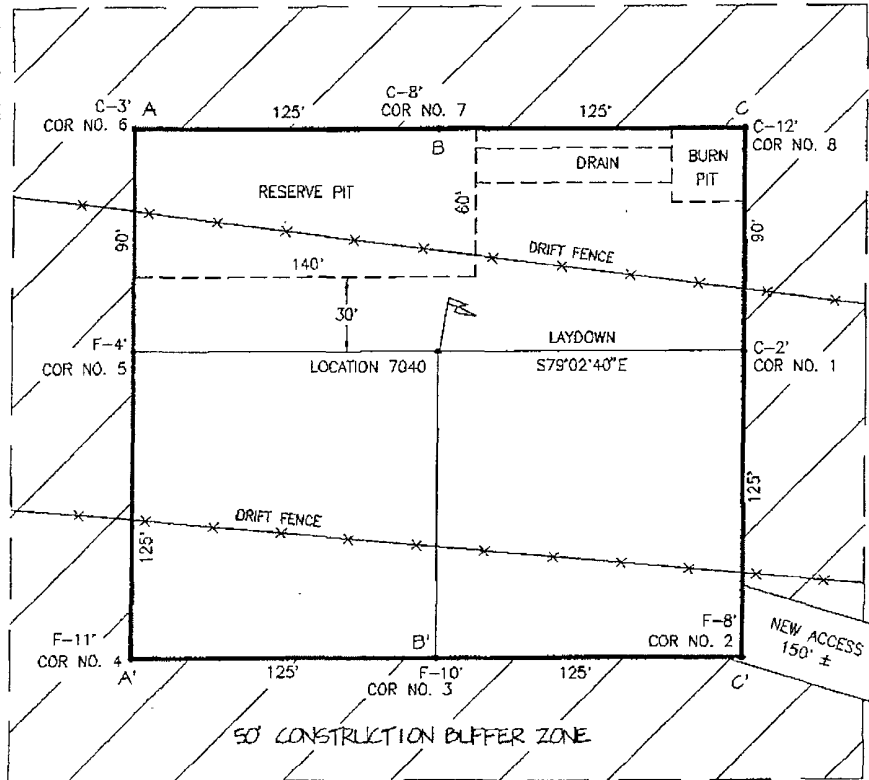 C-3'
COR NO. 6
A
125'
C-8'
COR NO. 7
B
125'
C
C-12'
COR NO. 8
DRAIN
BURN
PIT
RESERVE PIT
60'
90'
90'
DRIFT FENCE
140'
30'
F-4'
COR NO. 5
LAYDOWN
LOCATION 7040
S79°02'40"E
C-2'
COR NO. 1
125'
DRIFT FENCE
125'
F-11'
COR NO. 4
A'
125'
B'
F-10'
COR NO. 3
125'
F-8'
COR NO. 2
C'
NEW ACCESS
150' ±
50' CONSTRUCTION BUFFER ZONE